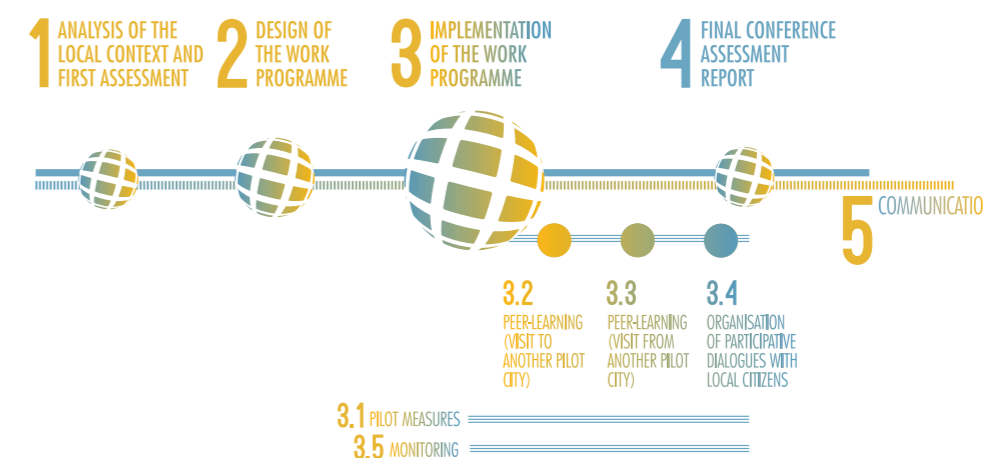 1 ANALYSIS OF THE
LOCAL CONTEXT AND
FIRST ASSESSMENT
2 DESIGN OF
THE WORK
PROGRAMME
3 IMPLEMENTATION
OF THE WORK
PROGRAMME
4 FINAL CONFERENCE
ASSESSMENT
REPORT
5 COMMUNICATIO
3.2
PEER-LEARNING
(VISIT TO
ANOTHER PILOT
CITY)
3.3
PEER-LEARNING
(VISIT FROM
ANOTHER PILOT
CITY)
3.4
ORGANISATION
OF PARTICIPATIVE
DIALOGUES WITH
LOCAL CITIZENS
3.1 PILOT MEASURES
3.5 MONITORING